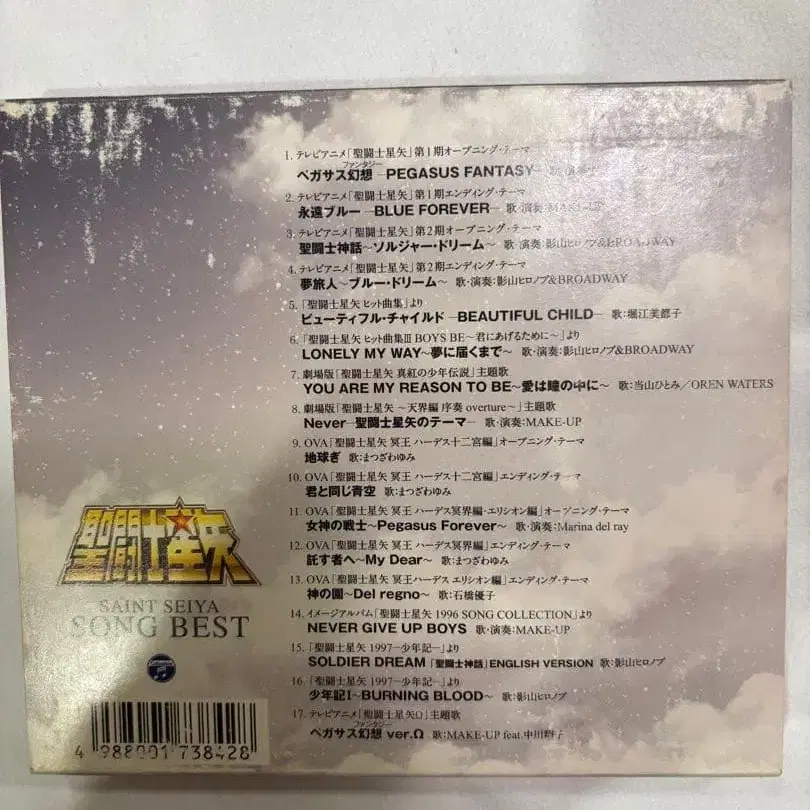 1. テレビアニメ「聖闘士星矢」第1期オープニング・テーマ
ファンタジー
ペガサス幻想 —PEGASUS FANTASY—
2. テレビアニメ「聖闘士星矢」第1期エンディング・テーマ
永遠ブルー —BLUE FOREVER— 歌・演奏:MAKE-UP
3. テレビアニメ「聖闘士星矢」第2期オープニング・テーマ
聖闘士神話〜ソルジャー・ドリーム〜 歌・演奏:影山ヒロノブ&BROADWAY
4. テレビアニメ「聖闘士星矢」第2期エンディング・テーマ
夢旅人〜ブルー・ドリーム〜 歌・演奏:影山ヒロノブ&BROADWAY
5. 「聖闘士星矢 ヒット曲集」より
ビューティフル・チャイルド —BEAUTIFUL CHILD— 歌:堀江美都子
6. 「聖闘士星矢 ヒット曲集Ⅲ BOYS BE〜君にあげるために〜」より
LONELY MY WAY〜夢に届くまで〜 歌・演奏:影山ヒロノブ&BROADWAY
7. 劇場版「聖闘士星矢 真紅の少年伝説」主題歌
YOU ARE MY REASON TO BE〜愛は瞳の中に〜 歌:当山ひとみ/OREN WATERS
8. 劇場版「聖闘士星矢 〜天界編 序奏 overture〜」主題歌
Never—聖闘士星矢のテーマ— 歌・演奏:MAKE-UP
9. OVA「聖闘士星矢 冥王 ハーデス十二宮編」オープニング・テーマ
地球ぎ 歌:まつざわゆみ
10. OVA「聖闘士星矢 冥王 ハーデス十二宮編」エンディング・テーマ
君と同じ青空 歌:まつざわゆみ
11. OVA「聖闘士星矢 冥王 ハーデス冥界編・エリシオン編」オープニング・テーマ
女神の戦士〜Pegasus Forever〜 歌・演奏:Marina del ray
12. OVA「聖闘士星矢 冥王 ハーデス冥界編」エンディング・テーマ
託す者へ〜My Dear〜 歌:まつざわゆみ
13. OVA「聖闘士星矢 冥王ハーデス エリシオン編」エンディング・テーマ
神の園〜Del regno〜 歌:石橋優子
14. イメージアルバム「聖闘士星矢 1996 SONG COLLECTION」より
NEVER GIVE UP BOYS 歌・演奏:MAKE-UP
15. 「聖闘士星矢 1997—少年記—」より
SOLDIER DREAM「聖闘士神話」ENGLISH VERSION 歌:影山ヒロノブ
16. 「聖闘士星矢 1997—少年記—」より
少年記Ⅰ〜BURNING BLOOD〜 歌:影山ヒロノブ
17. テレビアニメ「聖闘士星矢Ω」主題歌
ファンタジー
ペガサス幻想 ver.Ω 歌:MAKE-UP feat.中川翔子
聖闘士星矢
SAINT SEIYA
SONG BEST
4 988001 738428